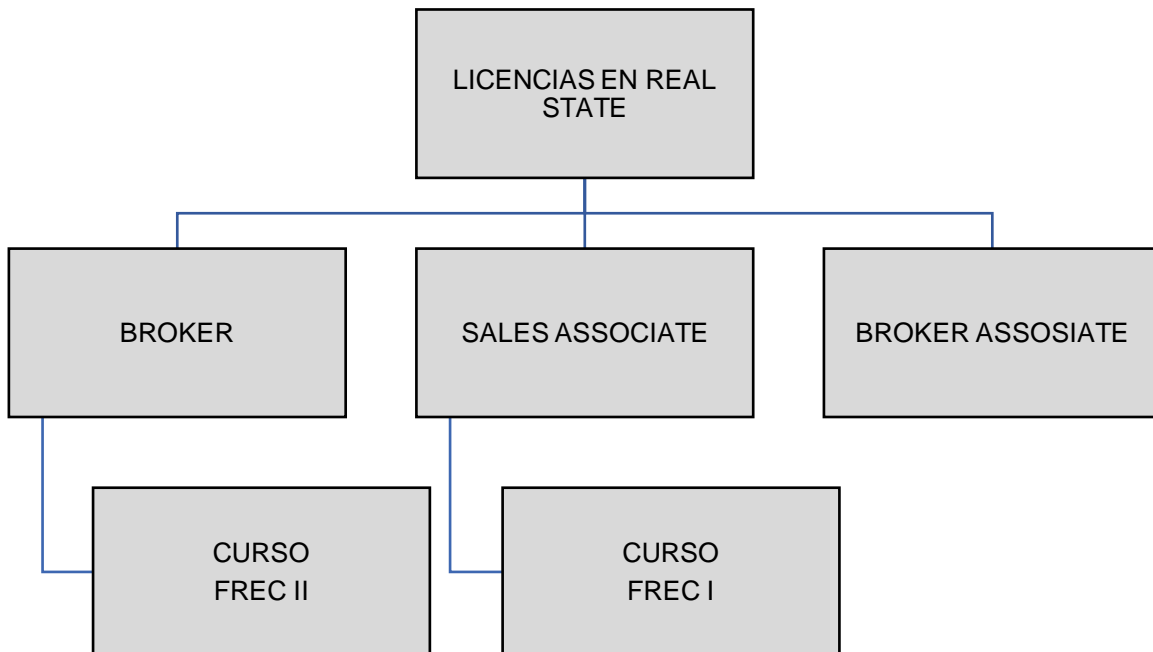 LICENCIAS EN REAL
STATE
BROKER
SALES ASSOCIATE
BROKER ASSOSIATE
CURSO
FREC II
CURSO
FREC I